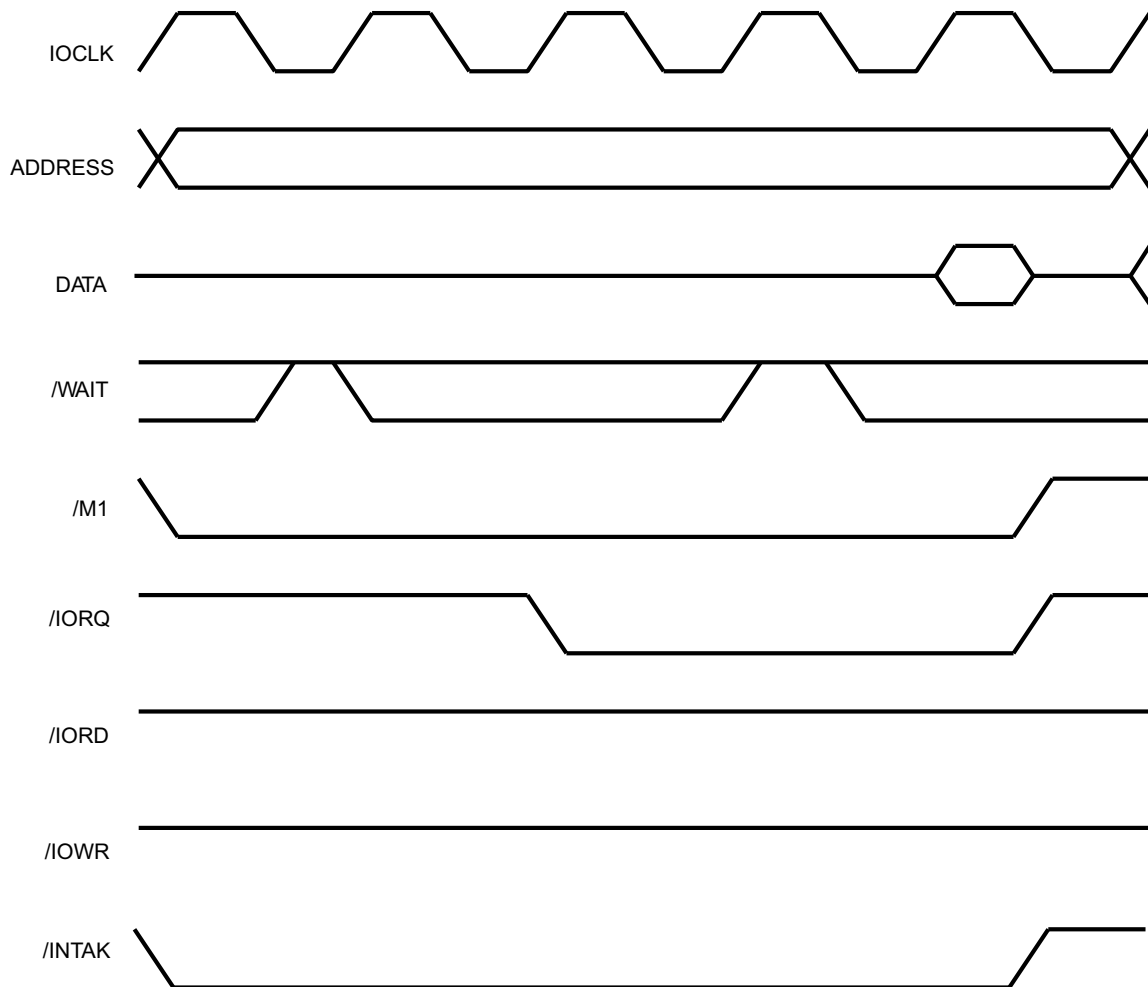 IOCLK
ADDRESS
DATA
/WAIT
/M1
/IORQ
/IORD
/IOWR
/INTAK